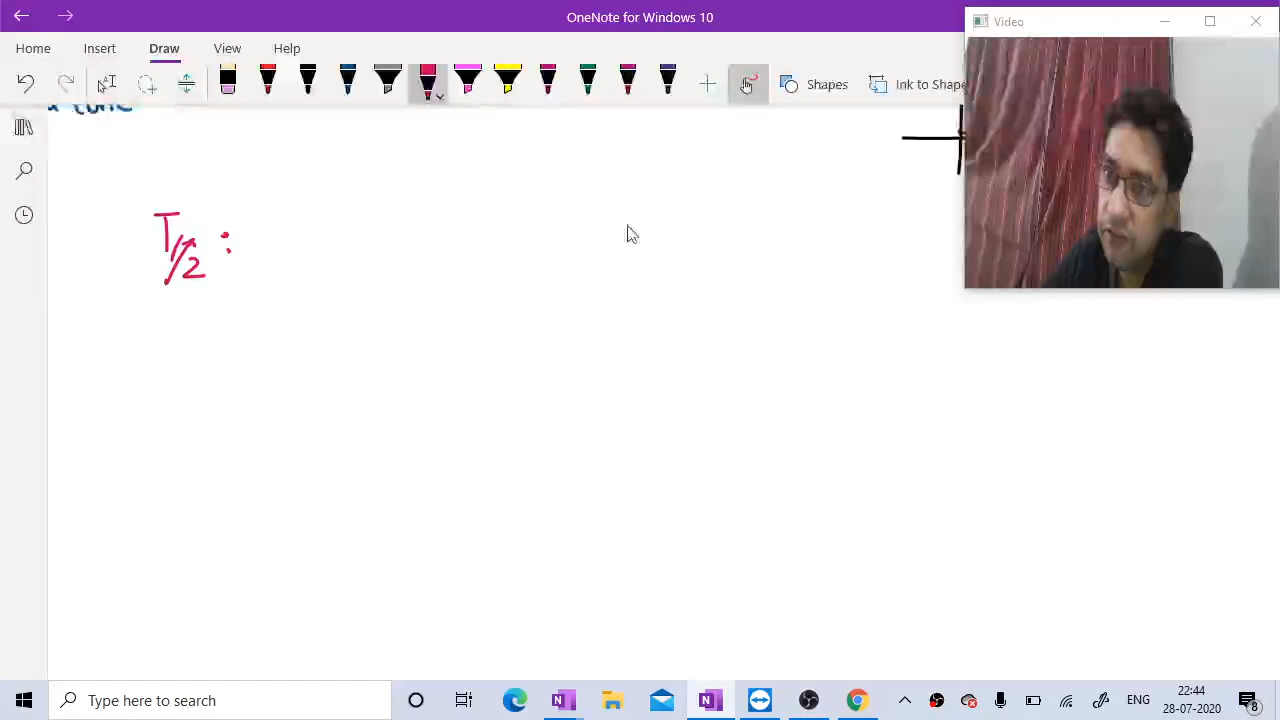 OneNote for Windows 10
Video
Home Insert Draw View Help
Shapes
Ink to Shape
T1/2 :
Type here to search
ENG
22:44
28-07-2020
8